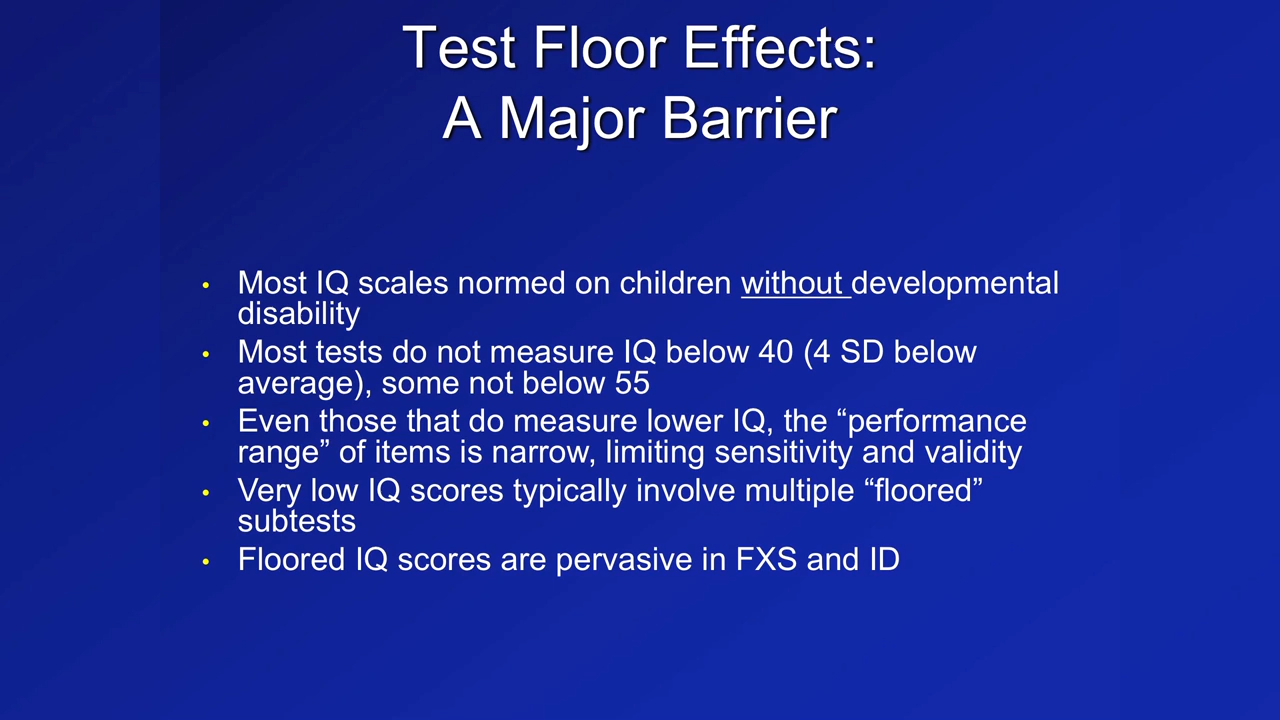 Test Floor Effects:
A Major Barrier
• Most IQ scales normed on children without developmental
disability
• Most tests do not measure IQ below 40 (4 SD below
average), some not below 55
• Even those that do measure lower IQ, the “performance
range” of items is narrow, limiting sensitivity and validity
• Very low IQ scores typically involve multiple “floored”
subtests
• Floored IQ scores are pervasive in FXS and ID